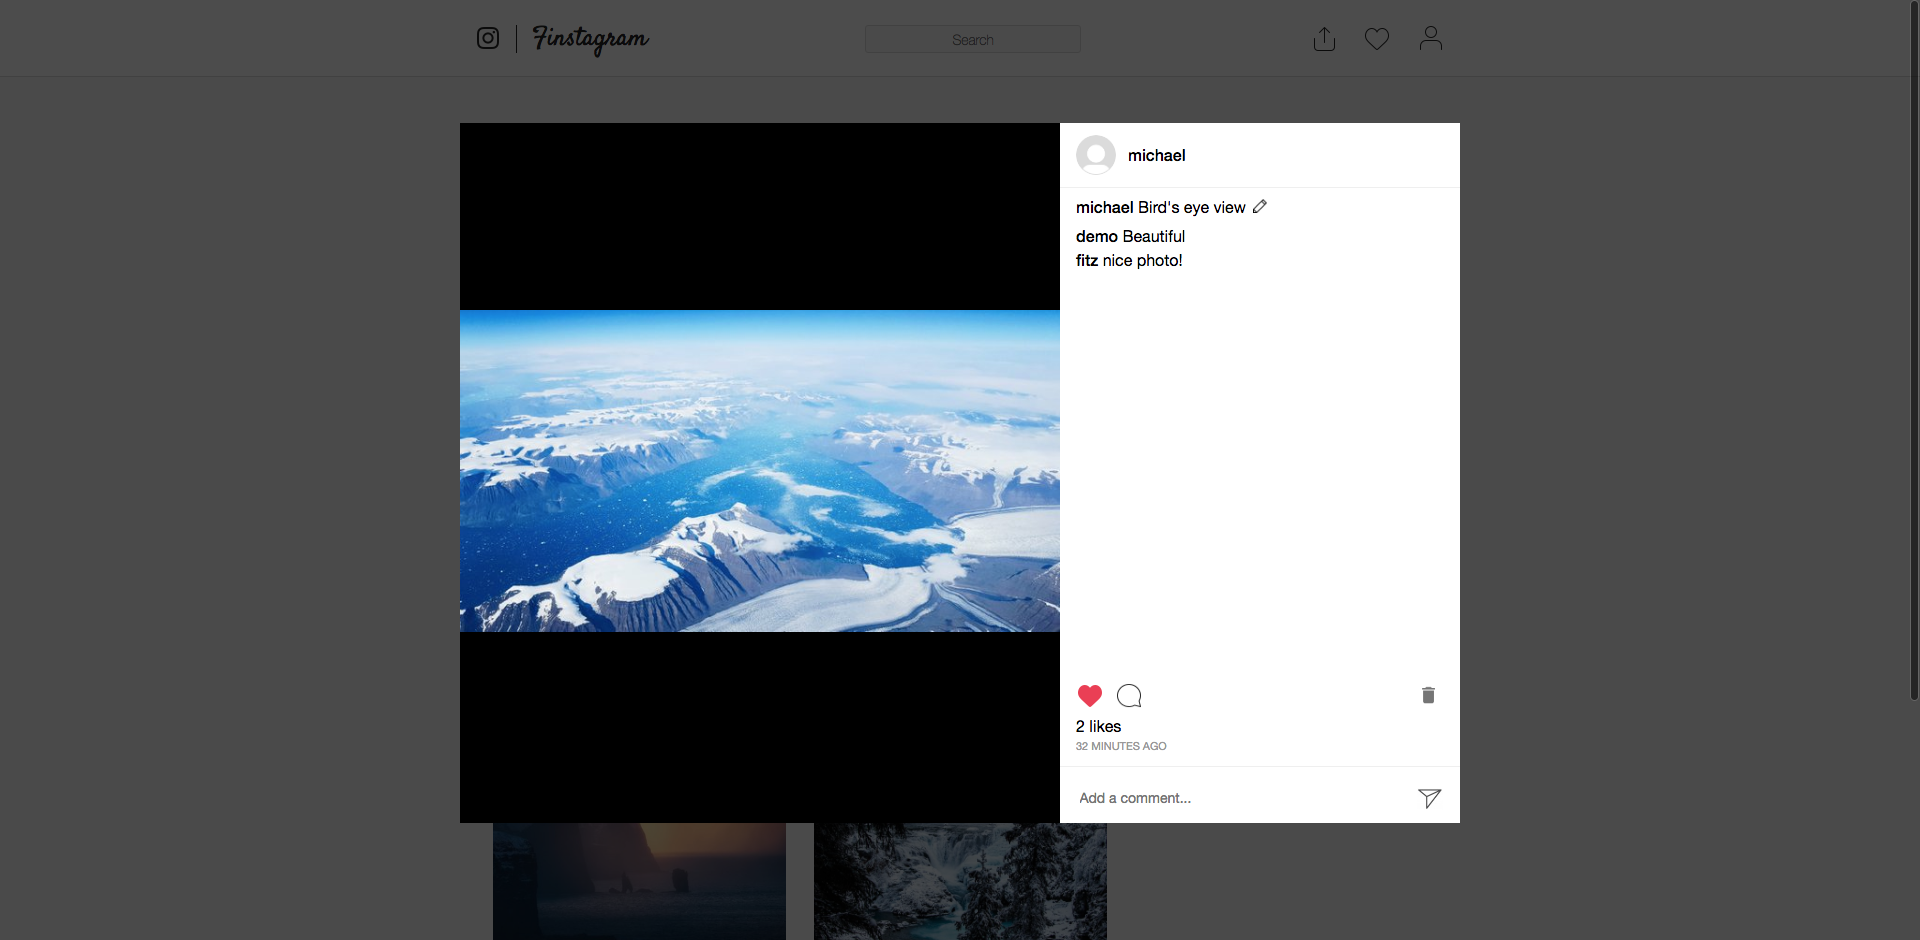 Finstagram
Search
michael
michael Bird's eye view
demo Beautiful
fitz nice photo!
2 likes
32 MINUTES AGO
Add a comment...